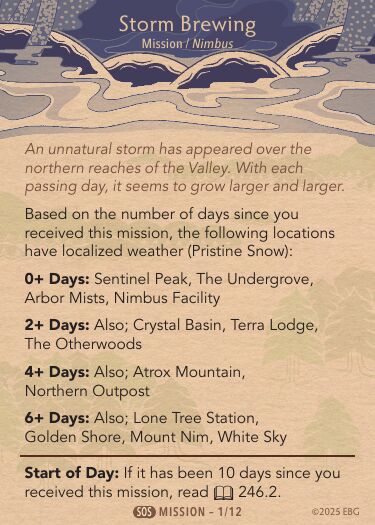 Storm Brewing
Mission / Nimbus
An unnatural storm has appeared over the
northern reaches of the Valley. With each
passing day, it seems to grow larger and larger.
Based on the number of days since you
received this mission, the following locations
have localized weather (Pristine Snow):
0+ Days: Sentinel Peak, The Undergrove,
Arbor Mists, Nimbus Facility
2+ Days: Also; Crystal Basin, Terra Lodge,
The Otherwoods
4+ Days: Also; Atrox Mountain,
Northern Outpost
6+ Days: Also; Lone Tree Station,
Golden Shore, Mount Nim, White Sky
Start of Day: If it has been 10 days since you
received this mission, read 246.2.
SOS MISSION – 1/12
©2025 EBG